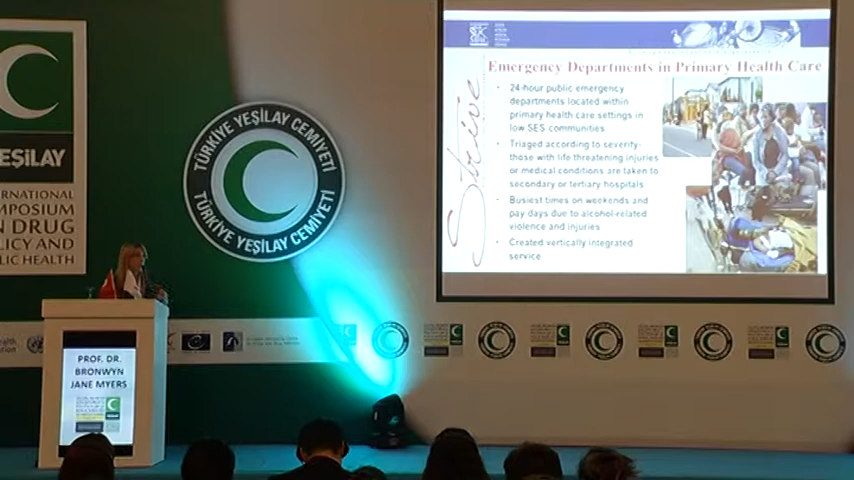 YEŞİLAY
RNATIONAL
MPOSIUM
N DRUG
LICY AND
LIC HEALTH
TÜRKİYE YEŞİLAY CEMİYETİ
TÜRKİYE YEŞİLAY CEMİYETİ
Strive
Emergency Departments in Primary Health Care
• 24-hour public emergency
departments located within
primary health care settings in
low SES communities
• Triaged according to severity-
those with life threatening injuries
or medical conditions are taken to
secondary or tertiary hospitals
• Busiest times on weekends and
pay days due to alcohol-related
violence and injuries
• Created vertically integrated
service
PROF. DR.
BRONWYN
JANE MYERS